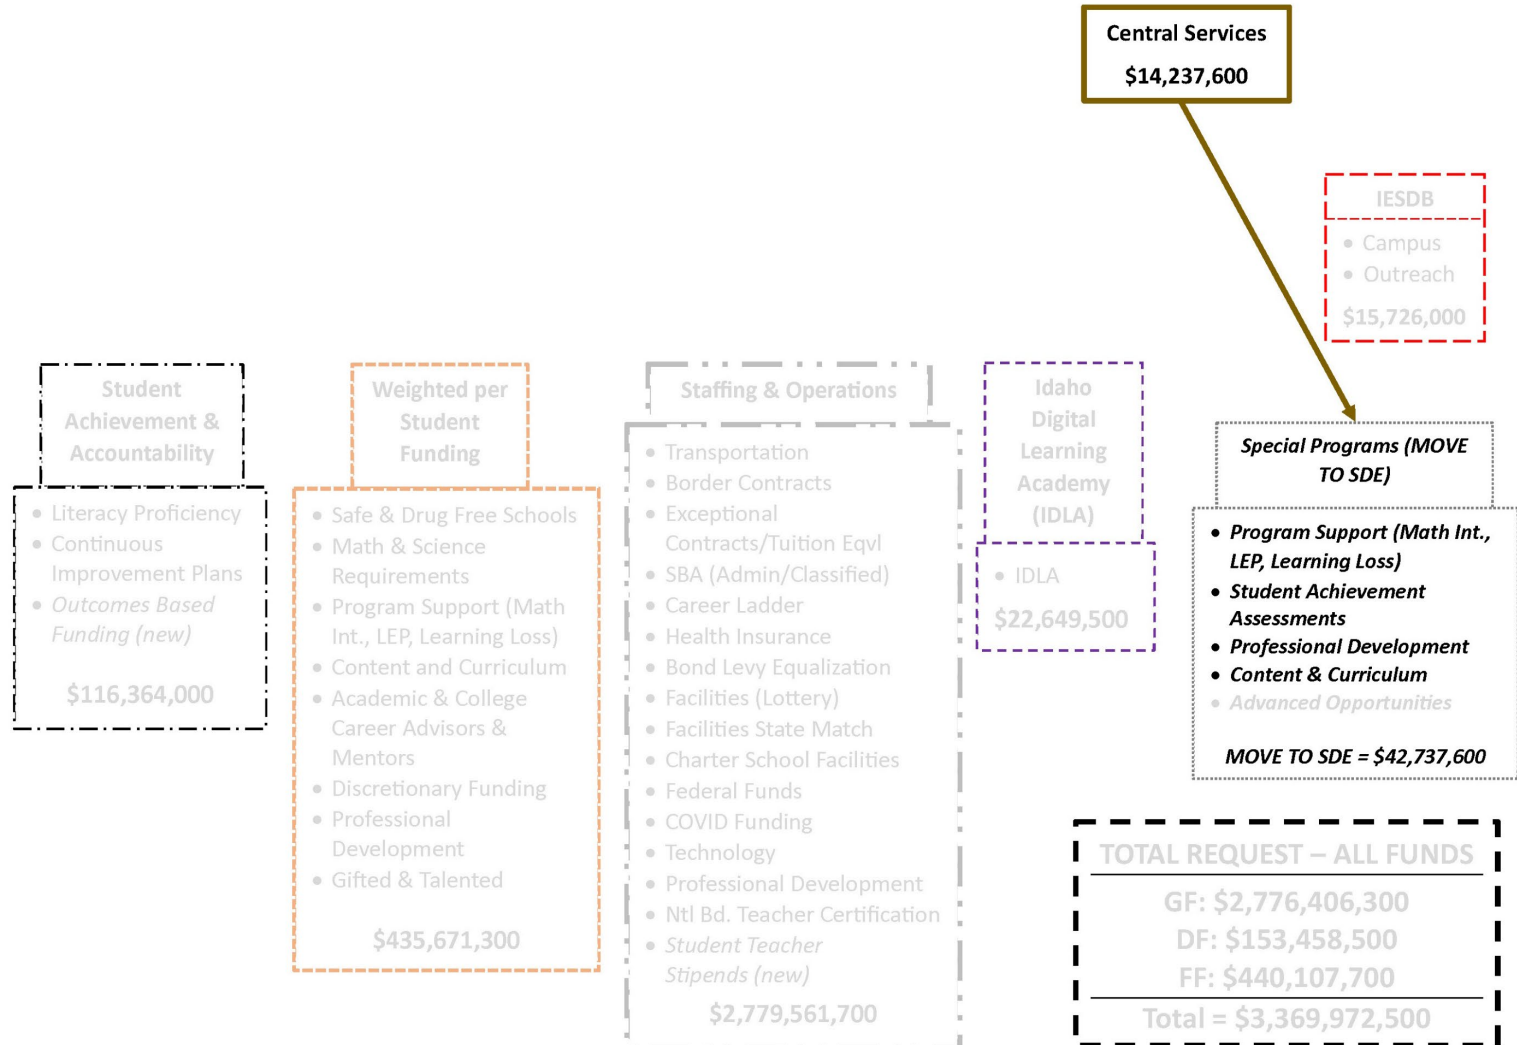 Central Services
$14,237,600
IESDB
• Campus
• Outreach
$15,726,000
Student
Achievement &
Accountability
• Literacy Proficiency
• Continuous
Improvement Plans
• Outcomes Based
Funding (new)
$116,364,000
Weighted per
Student
Funding
• Safe & Drug Free Schools
• Math & Science
Requirements
• Program Support (Math
Int., LEP, Learning Loss)
• Content and Curriculum
• Academic & College
Career Advisors &
Mentors
• Discretionary Funding
• Professional
Development
• Gifted & Talented
$435,671,300
Staffing & Operations
• Transportation
• Border Contracts
• Exceptional
Contracts/Tuition Eqvl
• SBA (Admin/Classified)
• Career Ladder
• Health Insurance
• Bond Levy Equalization
• Facilities (Lottery)
• Facilities State Match
• Charter School Facilities
• Federal Funds
• COVID Funding
• Technology
• Professional Development
• Ntl Bd. Teacher Certification
• Student Teacher
Stipends (new)
$2,779,561,700
Idaho
Digital
Learning
Academy
(IDLA)
• IDLA
$22,649,500
Special Programs (MOVE
TO SDE)
• Program Support (Math Int.,
LEP, Learning Loss)
• Student Achievement
Assessments
• Professional Development
• Content & Curriculum
• Advanced Opportunities
MOVE TO SDE = $42,737,600
TOTAL REQUEST – ALL FUNDS
GF: $2,776,406,300
DF: $153,458,500
FF: $440,107,700
Total = $3,369,972,500